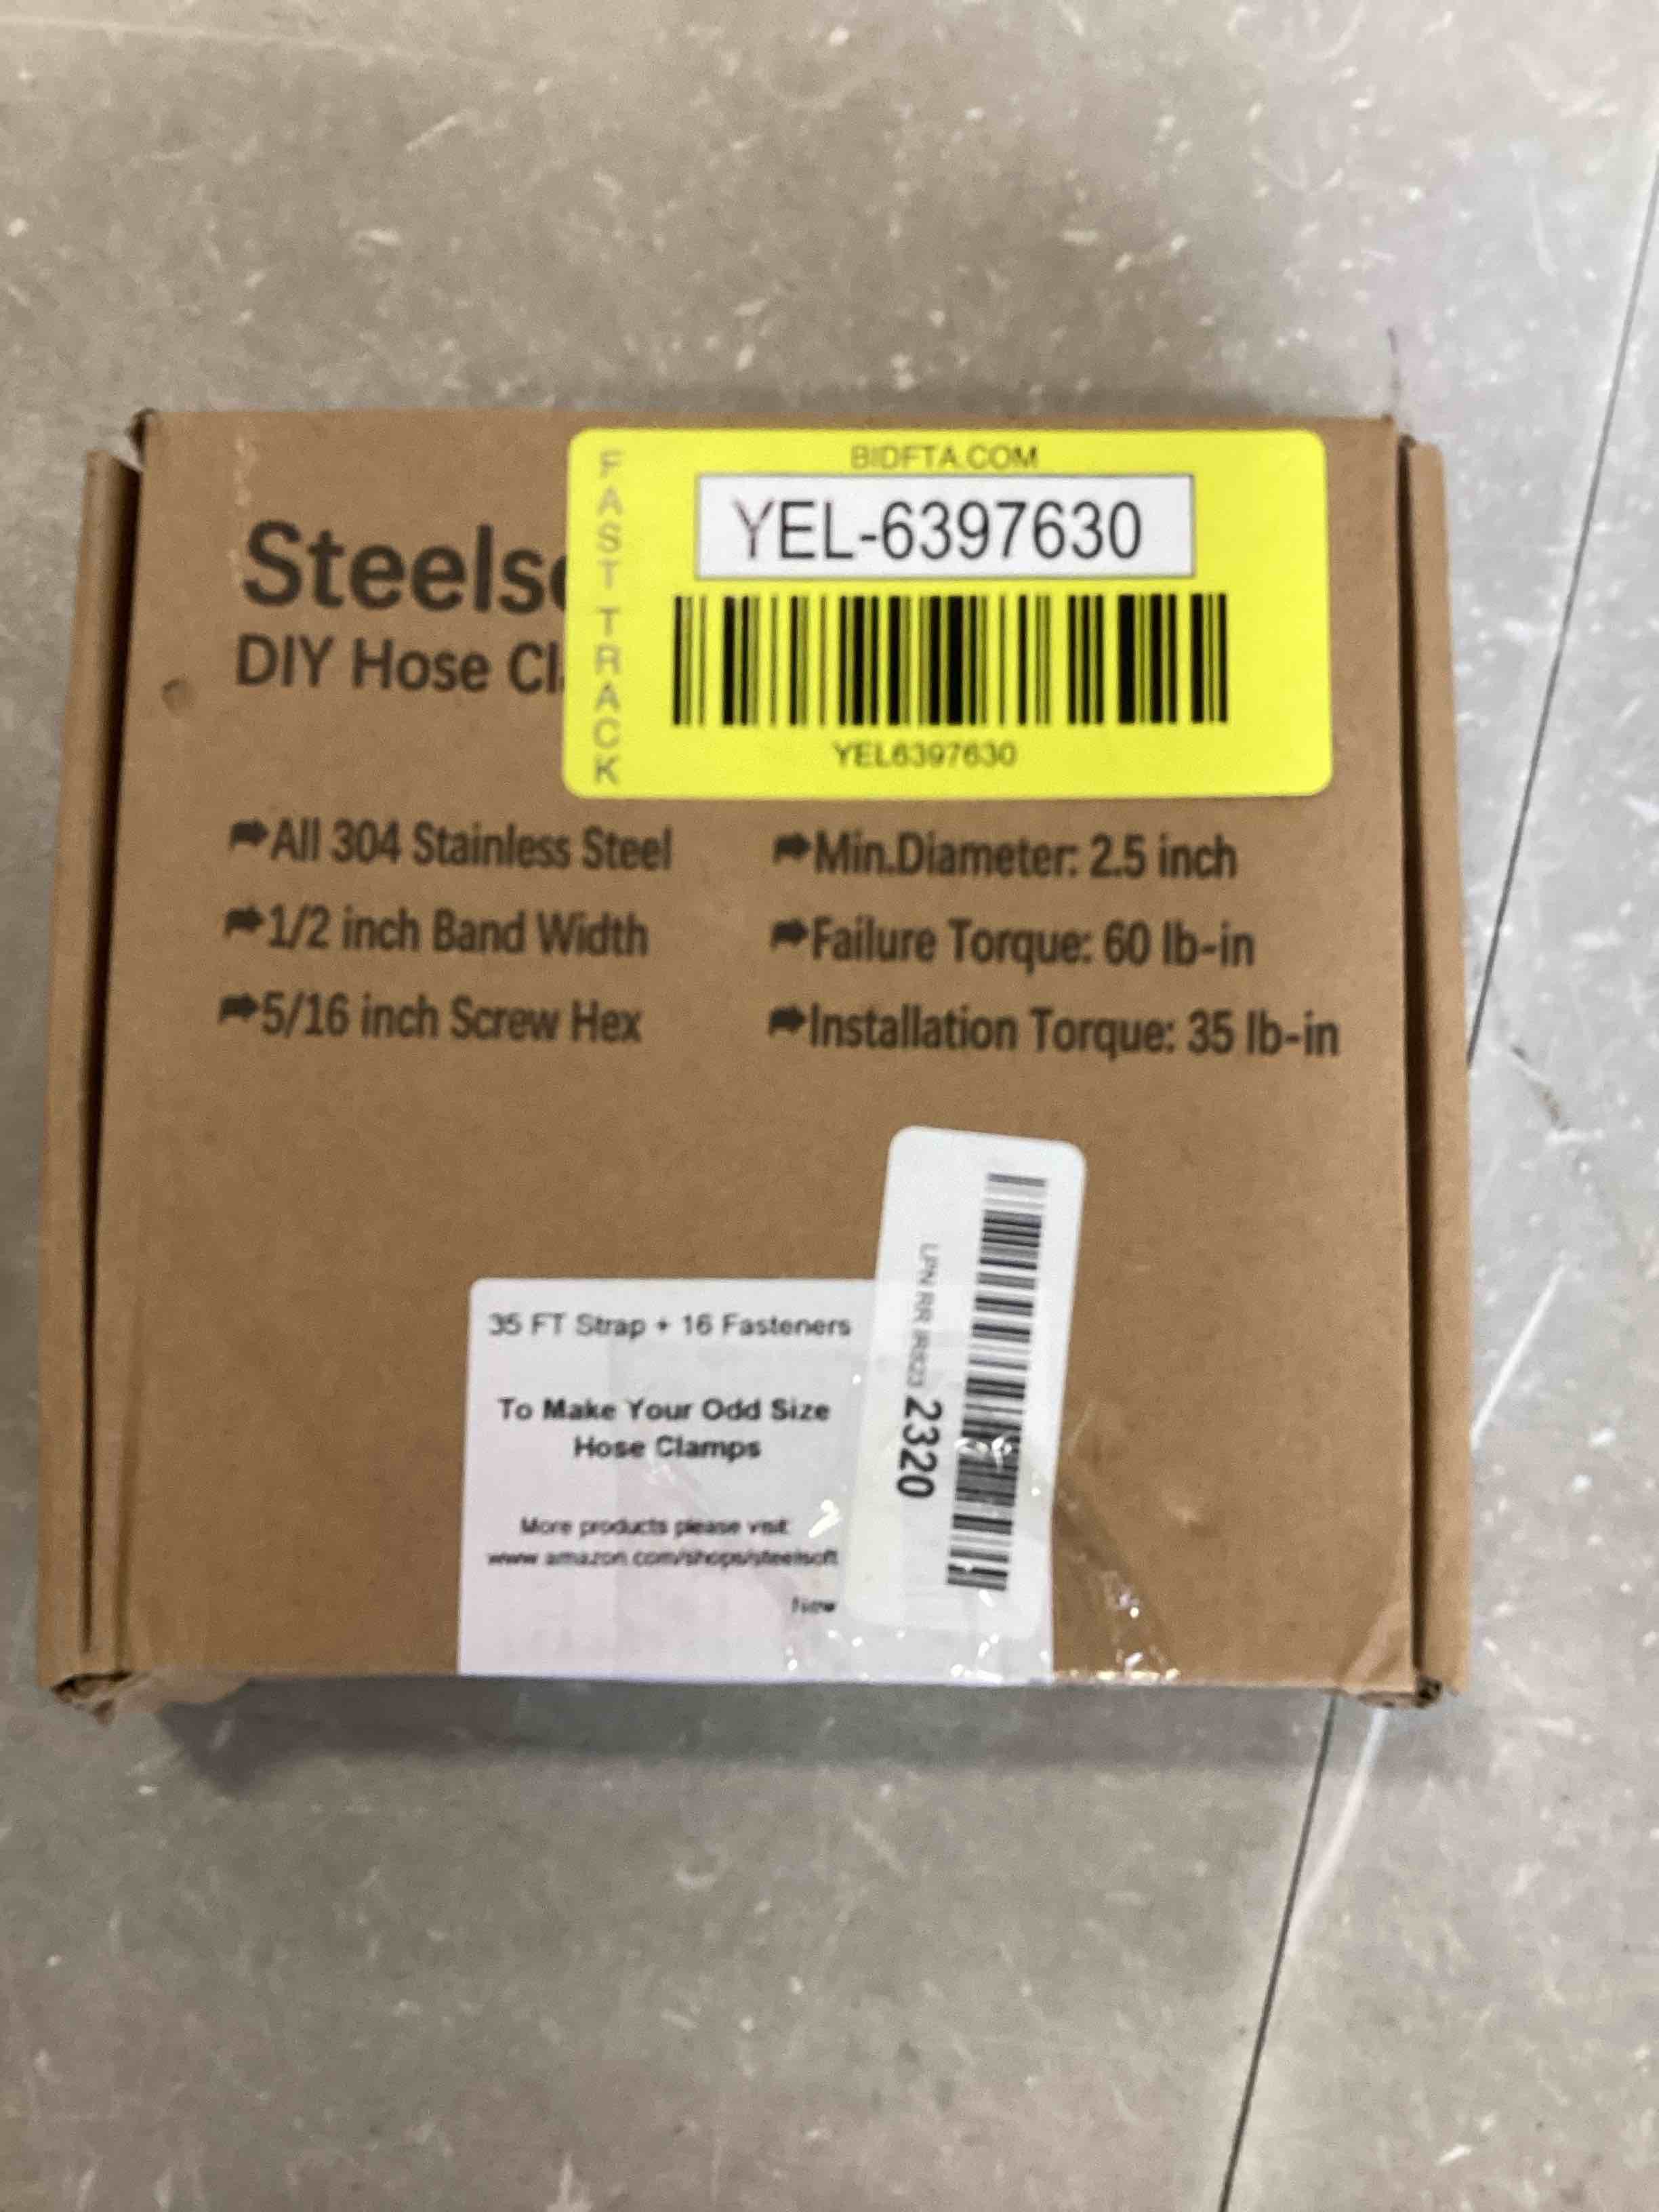 BIDFTA.COM
FAST TRACK
YEL-6397630
YEL6397630
Steelso
DIY Hose Cl
All 304 Stainless Steel
1/2 inch Band Width
5/16 inch Screw Hex
Min.Diameter: 2.5 inch
Failure Torque: 60 lb-in
Installation Torque: 35 lb-in
35 FT Strap + 16 Fasteners
To Make Your Odd Size
Hose Clamps
More products please visit:
www.amazon.com/shops/steelsoft
New
2320